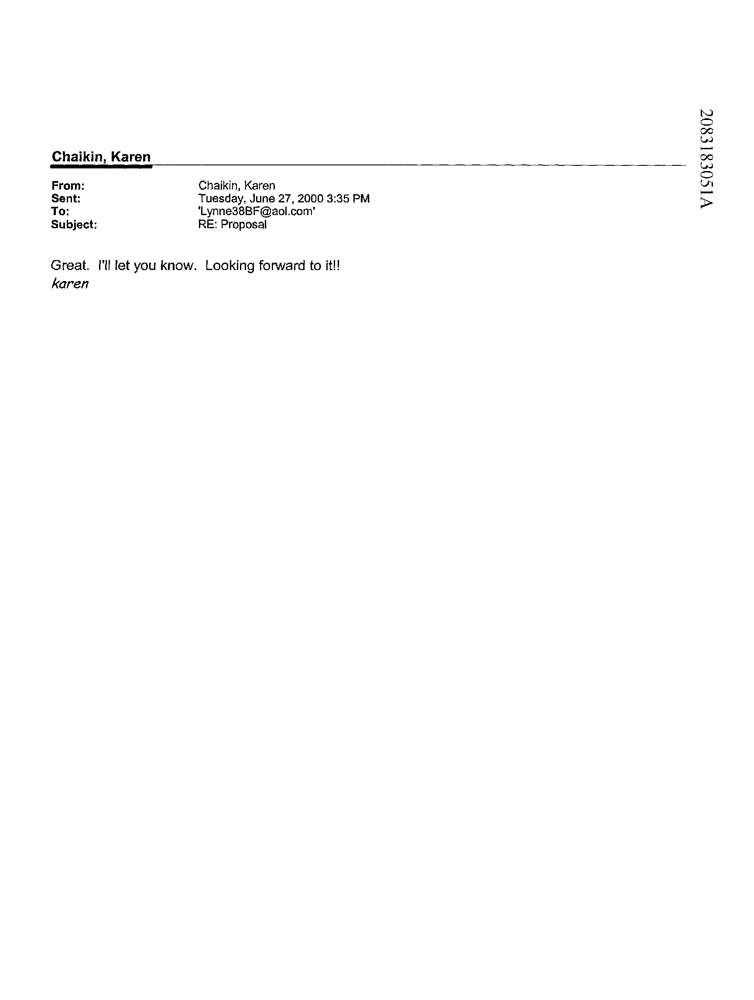 Chaikin, Karen
From: Chaikin, Karen
Sent: Tuesday, June 27, 2000 3:35 PM
To: 'Lynne38BF@aol.com'
Subject: RE: Proposal
Great. I'll let you know. Looking forward to it!!
karen
2083183051A